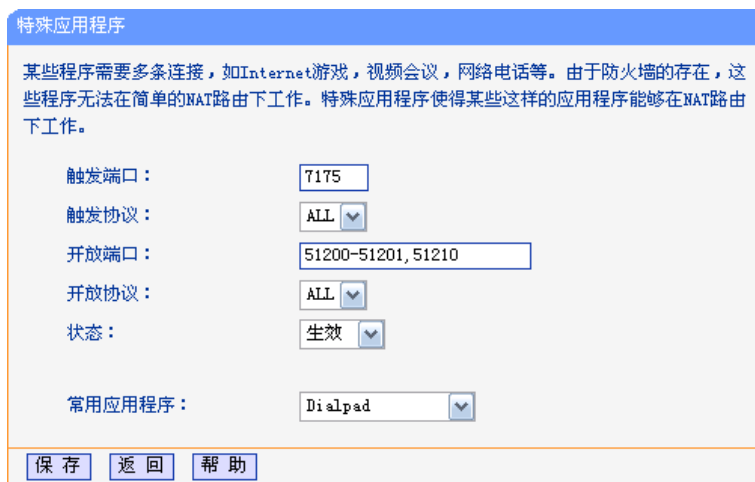 特殊应用程序
某些程序需要多条连接，如Internet游戏，视频会议，网络电话等。由于防火墙的存在，这
些程序无法在简单的NAT路由下工作。特殊应用程序使得某些这样的应用程序能够在NAT路由
下工作。
触发端口： 7175
触发协议： ALL
开放端口： 51200-51201,51210
开放协议： ALL
状态： 生效
常用应用程序： Dialpad
保 存 返 回 帮 助